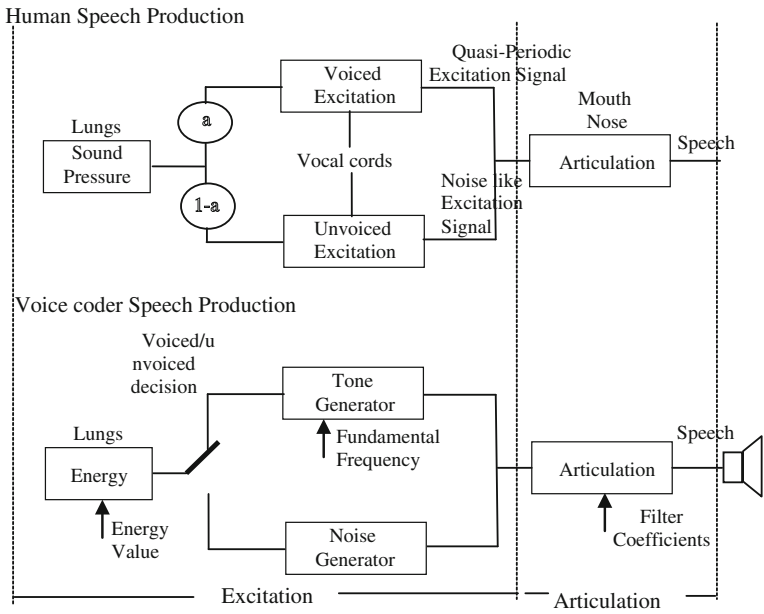 Human Speech Production
Quasi-Periodic
Excitation Signal
Voiced
Excitation
Mouth
Nose
a
Lungs
Sound
Pressure
Speech
Articulation
Vocal cords
1-a
Noise like
Excitation
Signal
Unvoiced
Excitation
Voice coder Speech Production
Voiced/u
nvoiced
decision
Tone
Generator
Lungs
Fundamental
Frequency
Speech
Energy
Articulation
Energy
Value
Noise
Generator
Filter
Coefficients
Excitation
Articulation